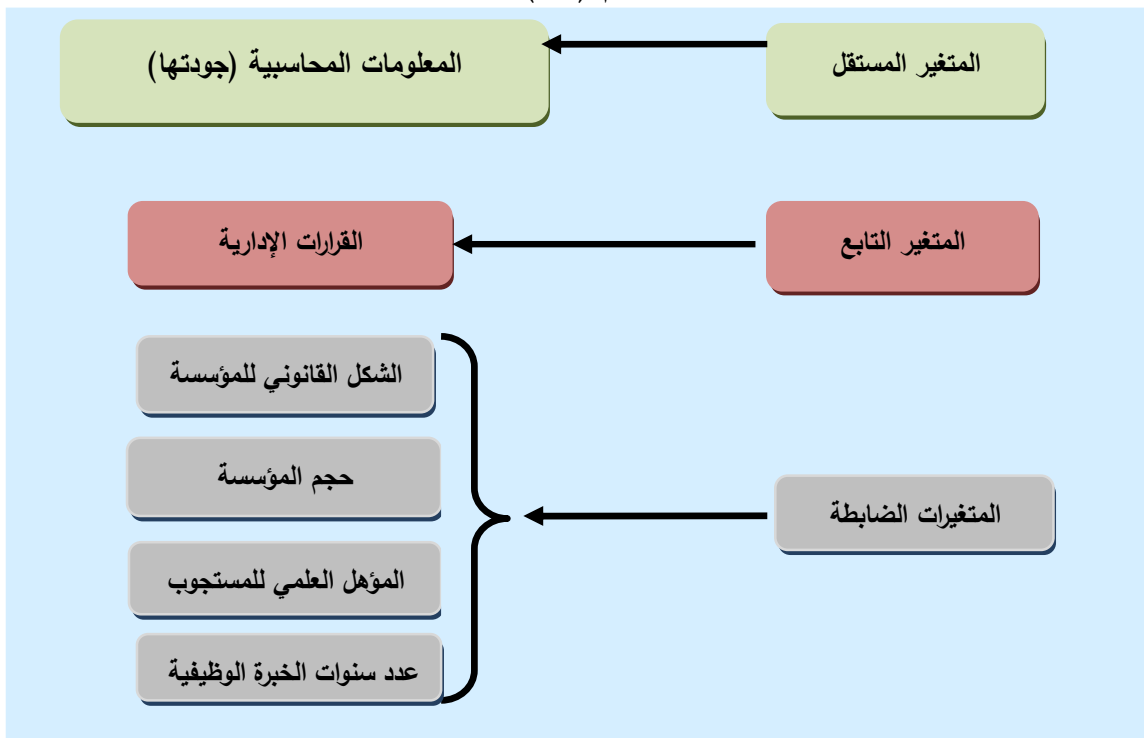 المتغير المستقل
المعلومات المحاسبية (جودتها)
المتغير التابع
القرارات الإدارية
المتغيرات الضابطة
الشكل القانوني للمؤسسة
حجم المؤسسة
المؤهل العلمي للمستجوب
عدد سنوات الخبرة الوظيفية